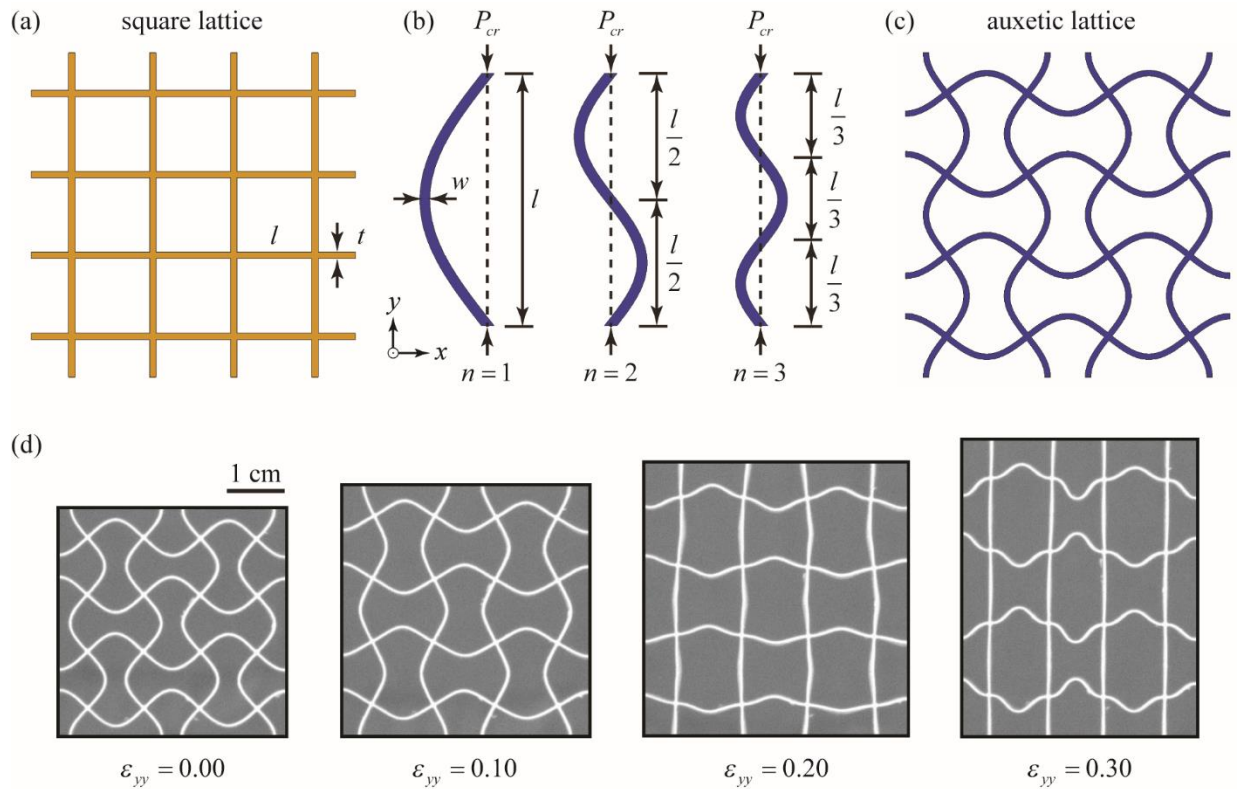 (a) square lattice
l t
(b)
P_cr P_cr P_cr
w l
l/2
l/2
l/3
l/3
l/3
y
x
n = 1 n = 2 n = 3
(c) auxetic lattice
(d)
1 cm
ε_yy = 0.00 ε_yy = 0.10 ε_yy = 0.20 ε_yy = 0.30